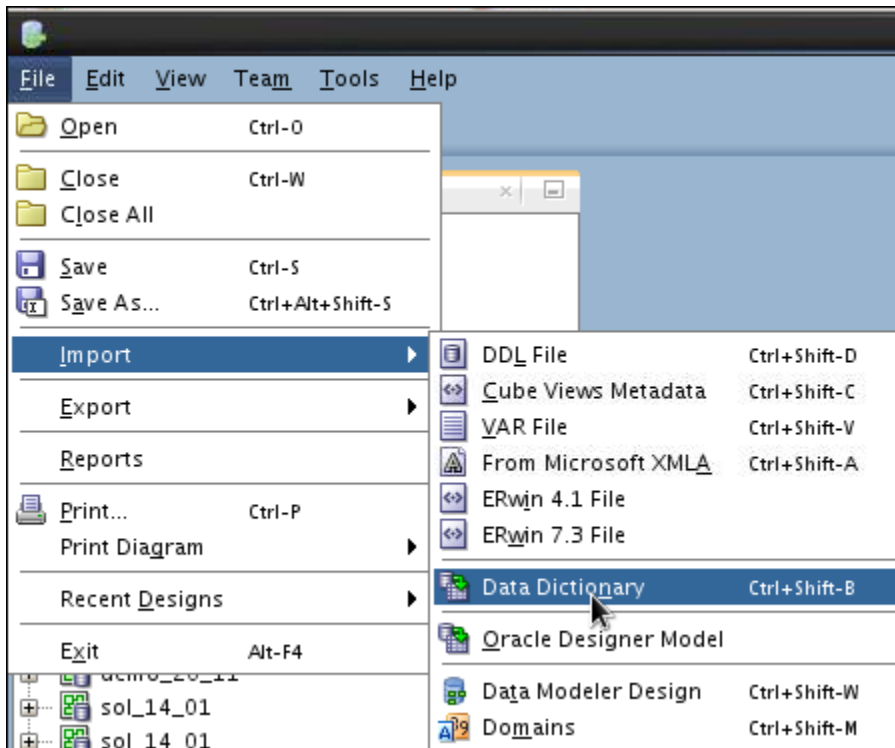 File Edit View Team Tools Help
Open Ctrl-O
Close Ctrl-W
Close All
Save Ctrl-S
Save As... Ctrl+Alt+Shift-S
Import
Export
Reports
Print... Ctrl-P
Print Diagram
Recent Designs
Exit Alt-F4
DDL File Ctrl+Shift-D
Cube Views Metadata Ctrl+Shift-C
VAR File Ctrl+Shift-V
From Microsoft XMLA Ctrl+Shift-A
ERwin 4.1 File
ERwin 7.3 File
Data Dictionary Ctrl+Shift-B
Oracle Designer Model
Data Modeler Design Ctrl+Shift-W
Domains Ctrl+Shift-M
sol_14_01
sol_14_01